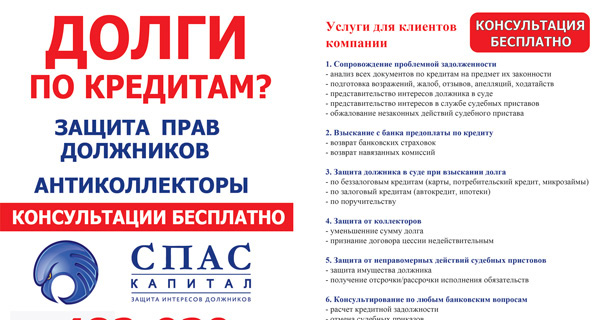 ДОЛГИ
ПО КРЕДИТАМ?
ЗАЩИТА ПРАВ
ДОЛЖНИКОВ
АНТИКОЛЛЕКТОРЫ
КОНСУЛЬТАЦИИ БЕСПЛАТНО
СПАС
КАПИТАЛ
ЗАЩИТА ИНТЕРЕСОВ ДОЛЖНИКОВ
Услуги для клиентов
компании
КОНСУЛЬТАЦИЯ
БЕСПЛАТНО
1. Сопровождение проблемной задолженности
- анализ всех документов по кредитам на предмет их законности
- подготовка возражений, жалоб, отзывов, апелляций, ходатайств
- представительство интересов должника в суде
- представительство интересов в службе судебных приставов
- обжалование незаконных действий судебного пристава
2. Взыскание с банка предоплаты по кредиту
- возврат банковских страховок
- возврат навязанных комиссий
3. Защита должника в суде при взыскании долга
- по беззалоговым кредитам (карты, потребительский кредит, микрозаймы)
- по залоговый кредитам (автокредит, ипотеки)
- по поручительству
4. Защита от коллекторов
- уменьшение сумму долга
- признание договора цессии недействительным
5. Защита от неправомерных действий судебных приставов
- защита имущества должника
- получение отсрочки/рассрочки исполнения обязательств
6. Консультирование по любым банковским вопросам
- расчет кредитной задолженности
- отмена судебных приказов